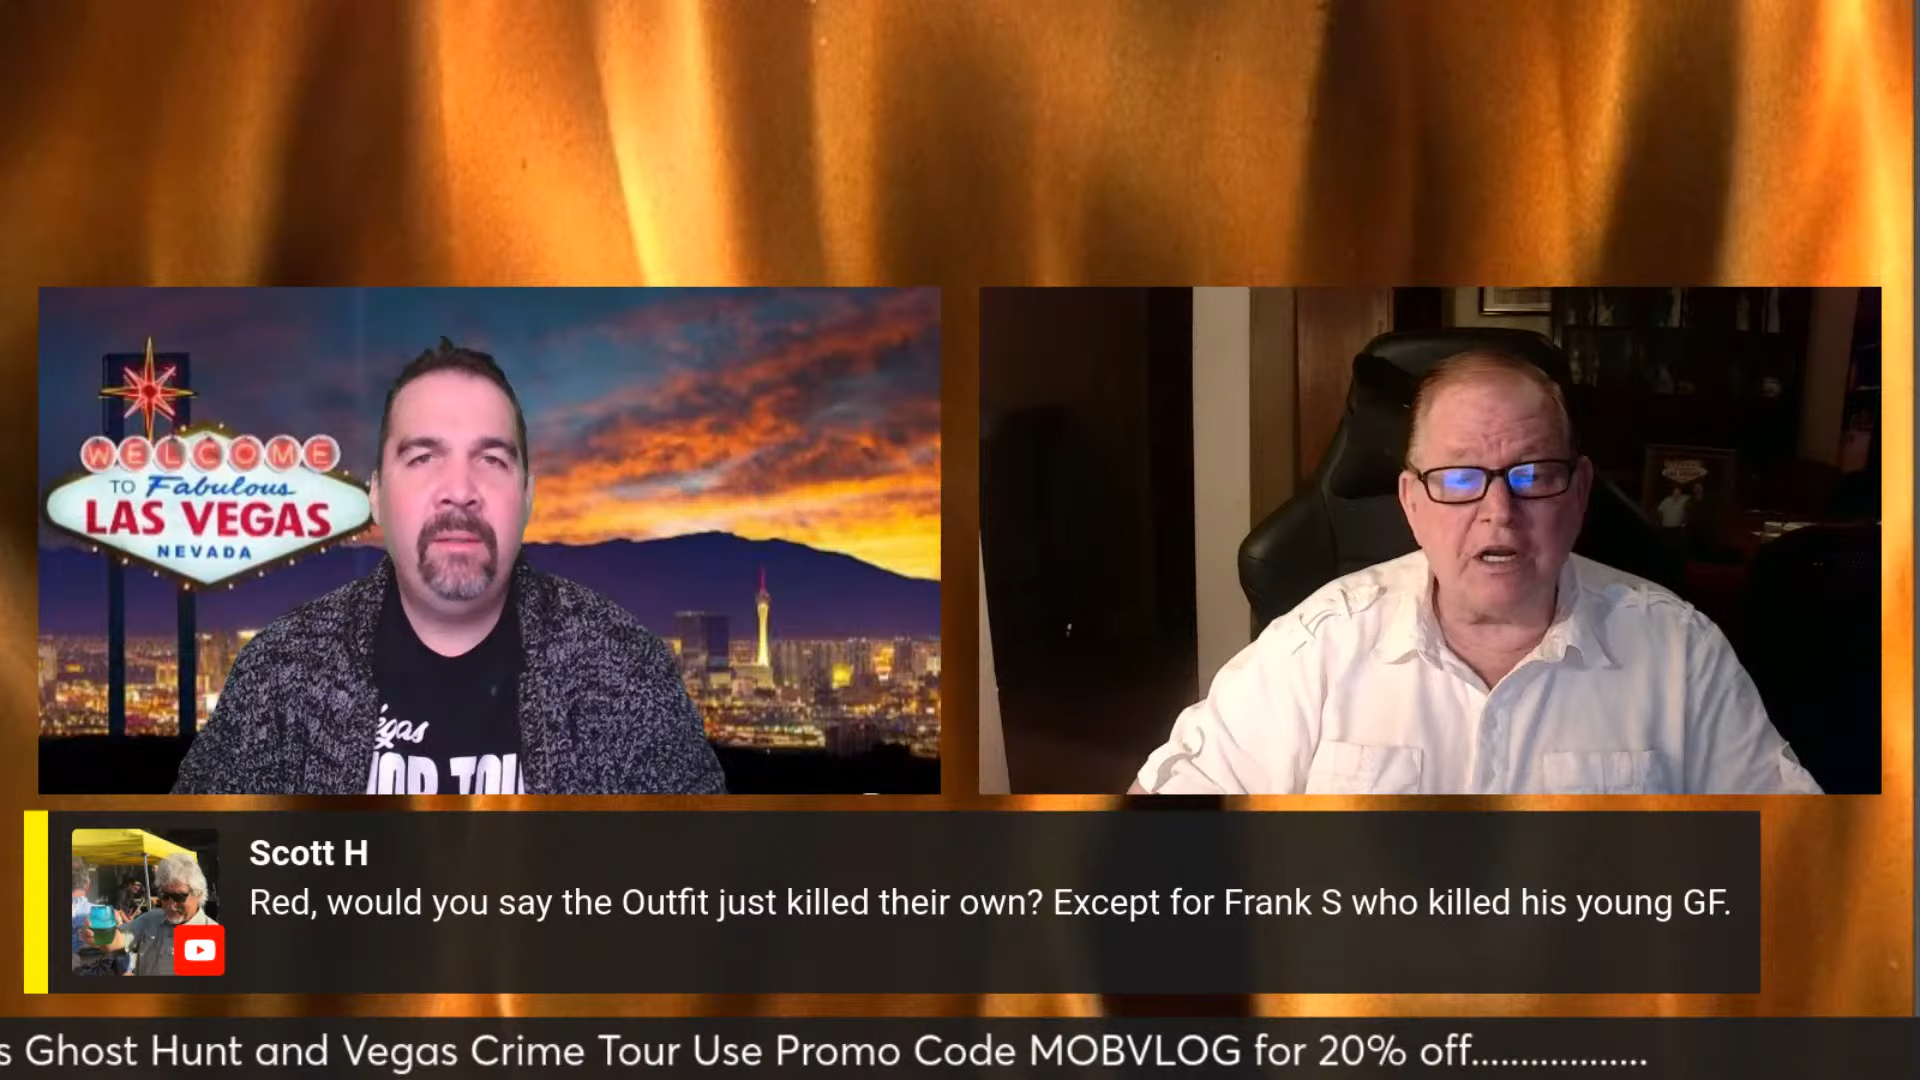 WELCOME
TO Fabulous
LAS VEGAS
NEVADA
Scott H
Red, would you say the Outfit just killed their own? Except for Frank S who killed his young GF.
s Ghost Hunt and Vegas Crime Tour Use Promo Code MOBVLOG for 20% off..................